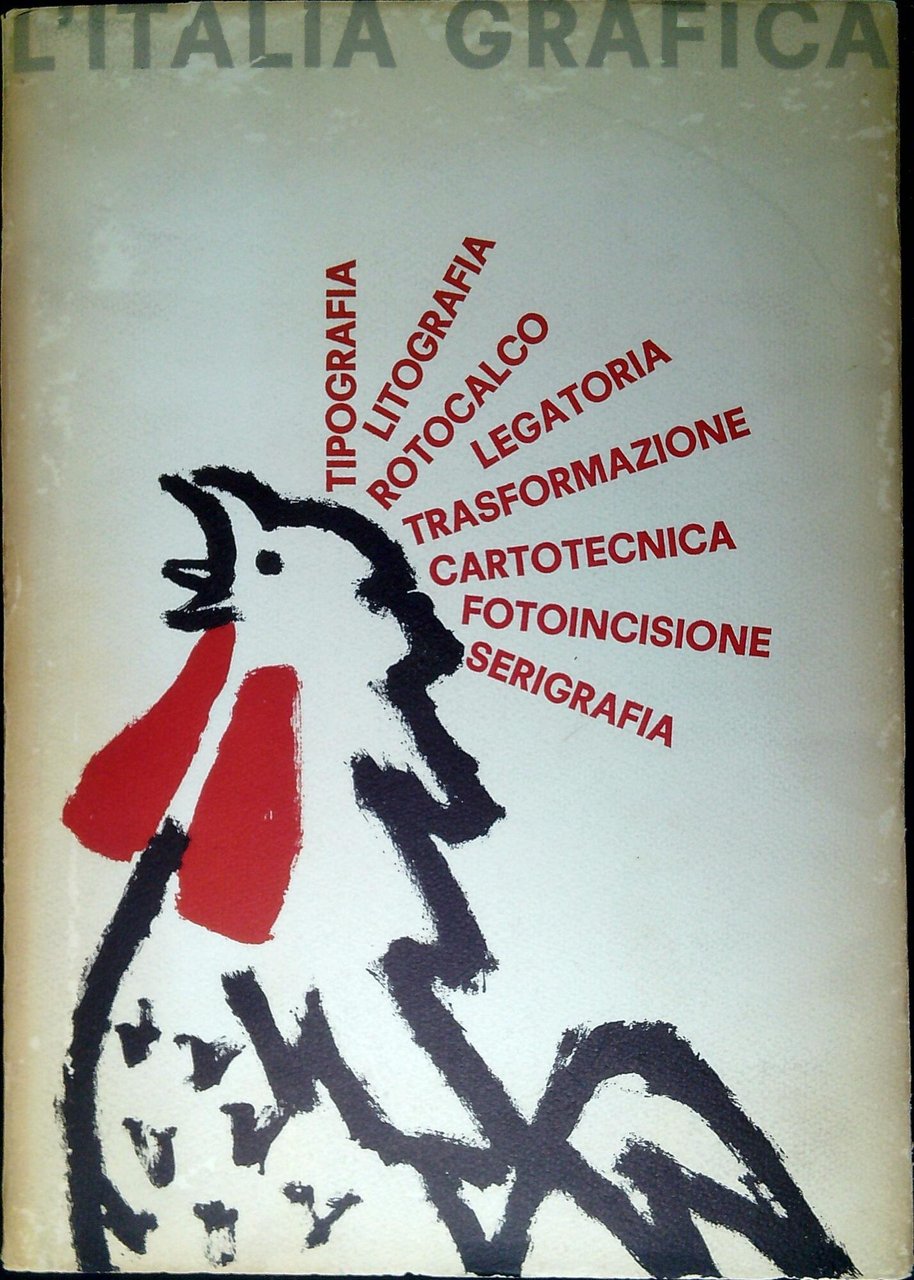 L'ITALIA GRAFICA
TIPOGRAFIA
LITOGRAFIA
ROTOCALCO
LEGATORIA
TRASFORMAZIONE
CARTOTECNICA
FOTOINCISIONE
SERIGRAFIA